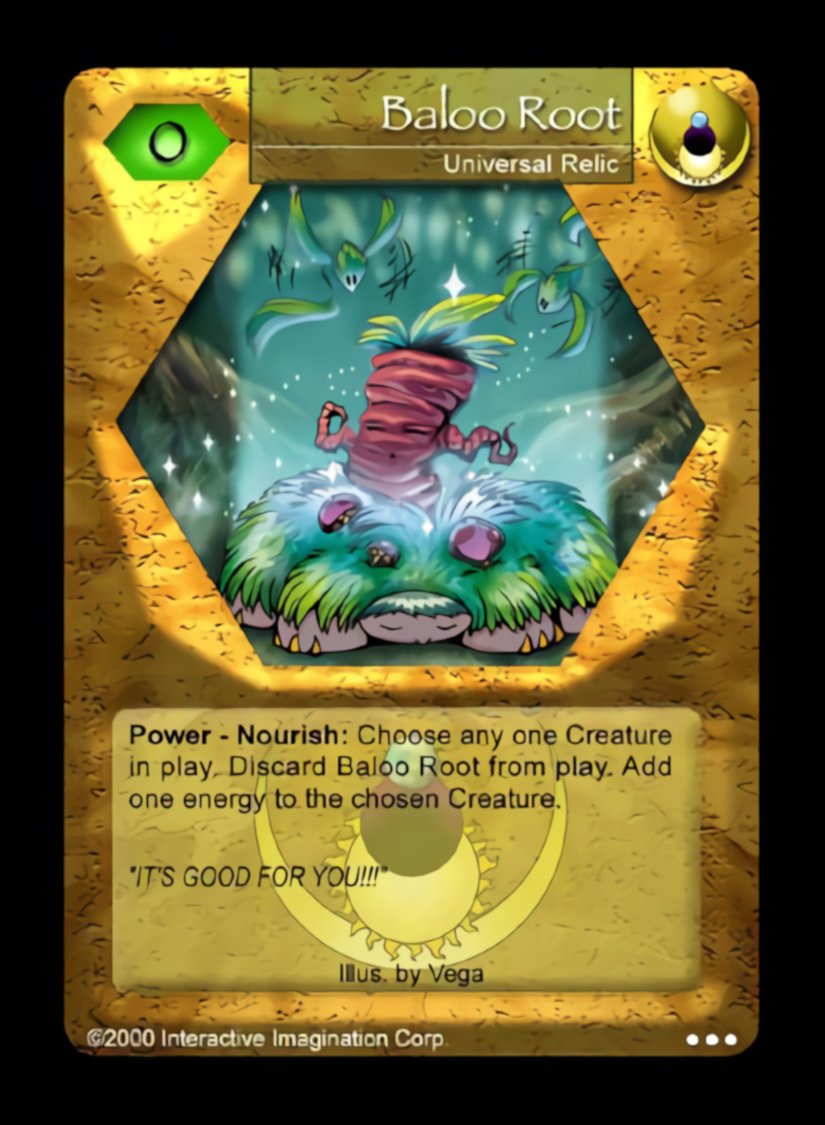 0
Baloo Root
Universal Relic
Power - Nourish: Choose any one Creature
in play. Discard Baloo Root from play. Add
one energy to the chosen Creature.
"IT'S GOOD FOR YOU!!!"
Illus. by Vega
©2000 Interactive Imagination Corp.